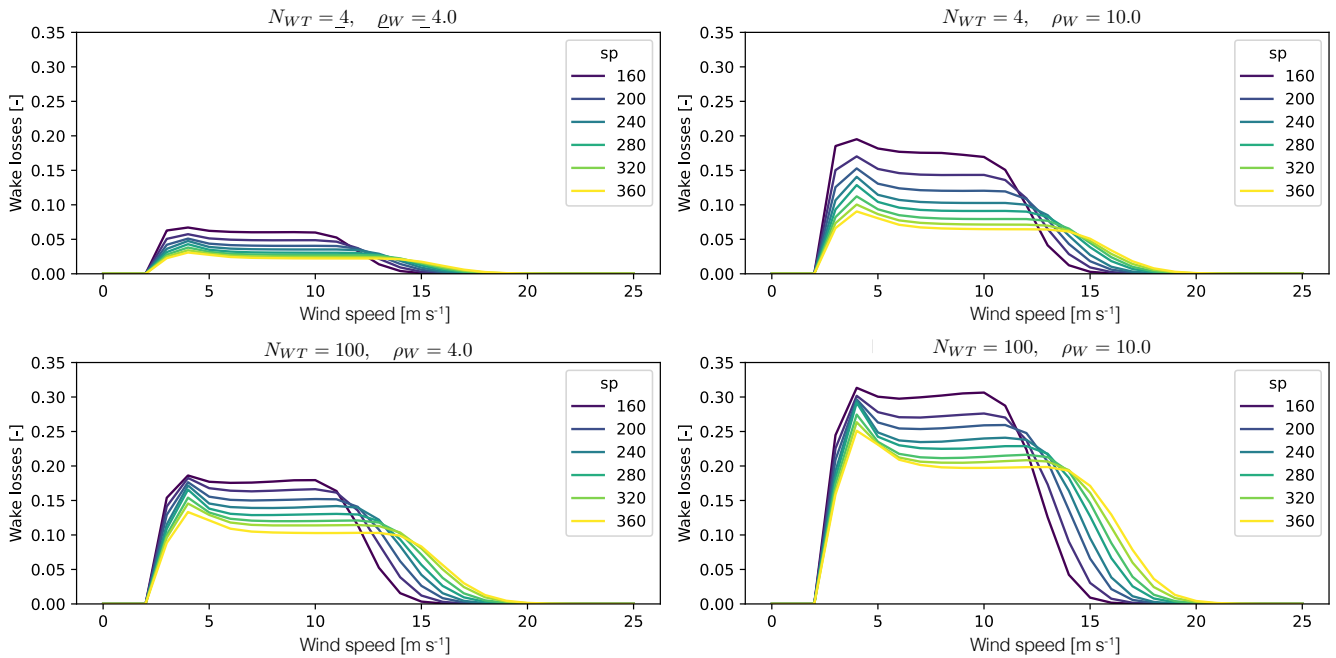 N_{WT} = 4, ρ_W = 4.0
0.35
0.30
0.25
0.20
0.15
0.10
0.05
0.00
Wake losses [-]
sp
160
200
240
280
320
360
0 5 10 15 20 25
Wind speed [m s⁻¹]
N_{WT} = 4, ρ_W = 10.0
0.35
0.30
0.25
0.20
0.15
0.10
0.05
0.00
Wake losses [-]
sp
160
200
240
280
320
360
0 5 10 15 20 25
Wind speed [m s⁻¹]
N_{WT} = 100, ρ_W = 4.0
0.35
0.30
0.25
0.20
0.15
0.10
0.05
0.00
Wake losses [-]
sp
160
200
240
280
320
360
0 5 10 15 20 25
Wind speed [m s⁻¹]
N_{WT} = 100, ρ_W = 10.0
0.35
0.30
0.25
0.20
0.15
0.10
0.05
0.00
Wake losses [-]
sp
160
200
240
280
320
360
0 5 10 15 20 25
Wind speed [m s⁻¹]